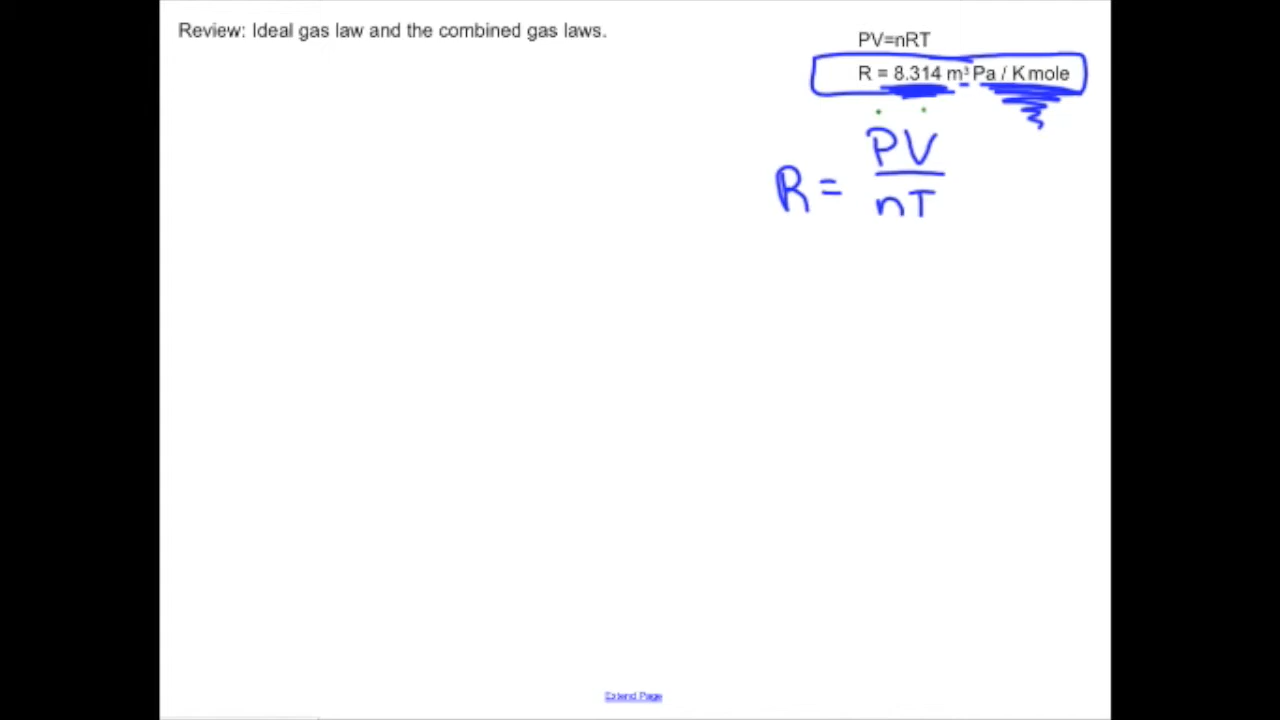 Review: Ideal gas law and the combined gas laws.
PV=nRT
R = 8.314 m³ Pa / K mole
R = PV
nT
Extend Page